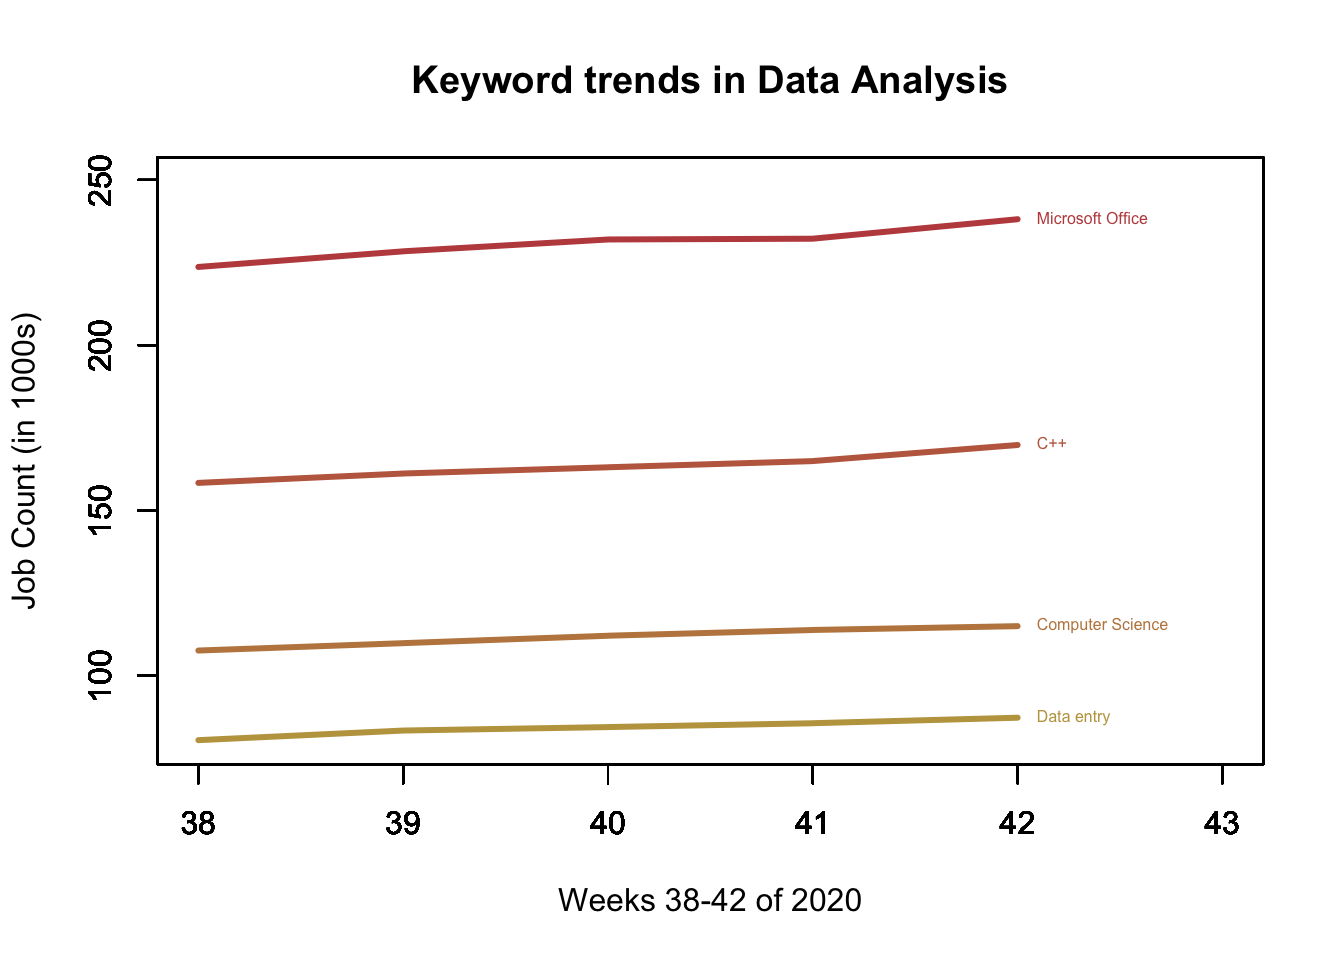 Keyword trends in Data Analysis
250
200
150
100
Job Count (in 1000s)
Microsoft Office
C++
Computer Science
Data entry
38 39 40 41 42 43
Weeks 38-42 of 2020